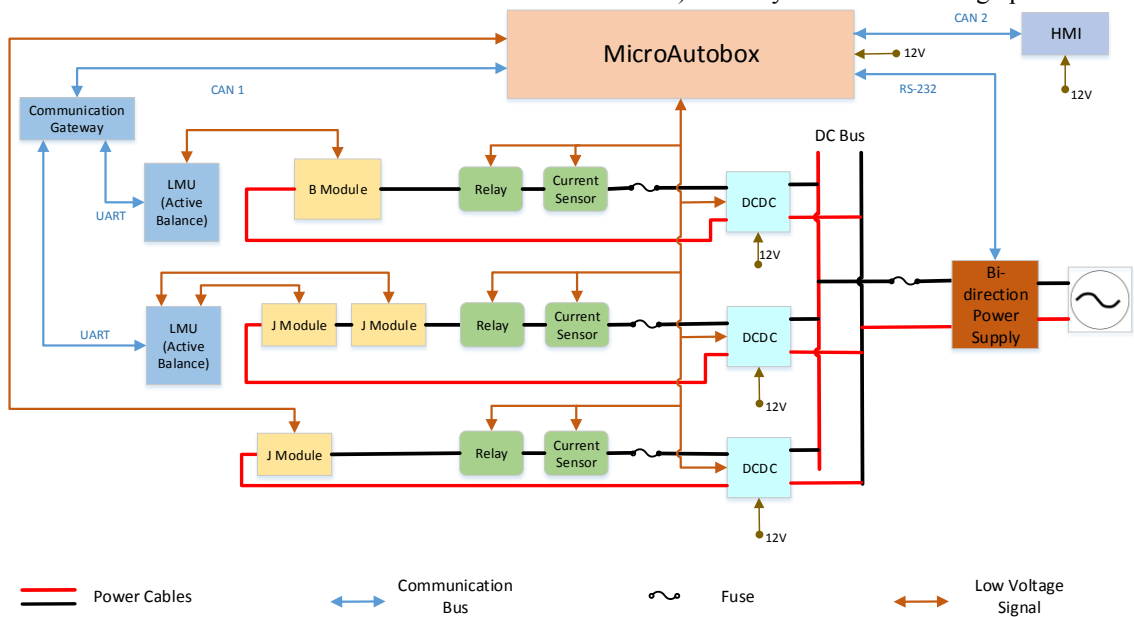 CAN 2
HMI
MicroAutobox
12V
CAN 1
RS-232
12V
Communication
Gateway
DC Bus
LMU
(Active
Balance)
B Module
Relay
Current
Sensor
DCDC
UART
12V
Bi-
direction
Power
Supply
LMU
(Active
Balance)
J Module
J Module
Relay
Current
Sensor
DCDC
UART
12V
J Module
Relay
Current
Sensor
DCDC
12V
Power Cables
Communication
Bus
Fuse
Low Voltage
Signal